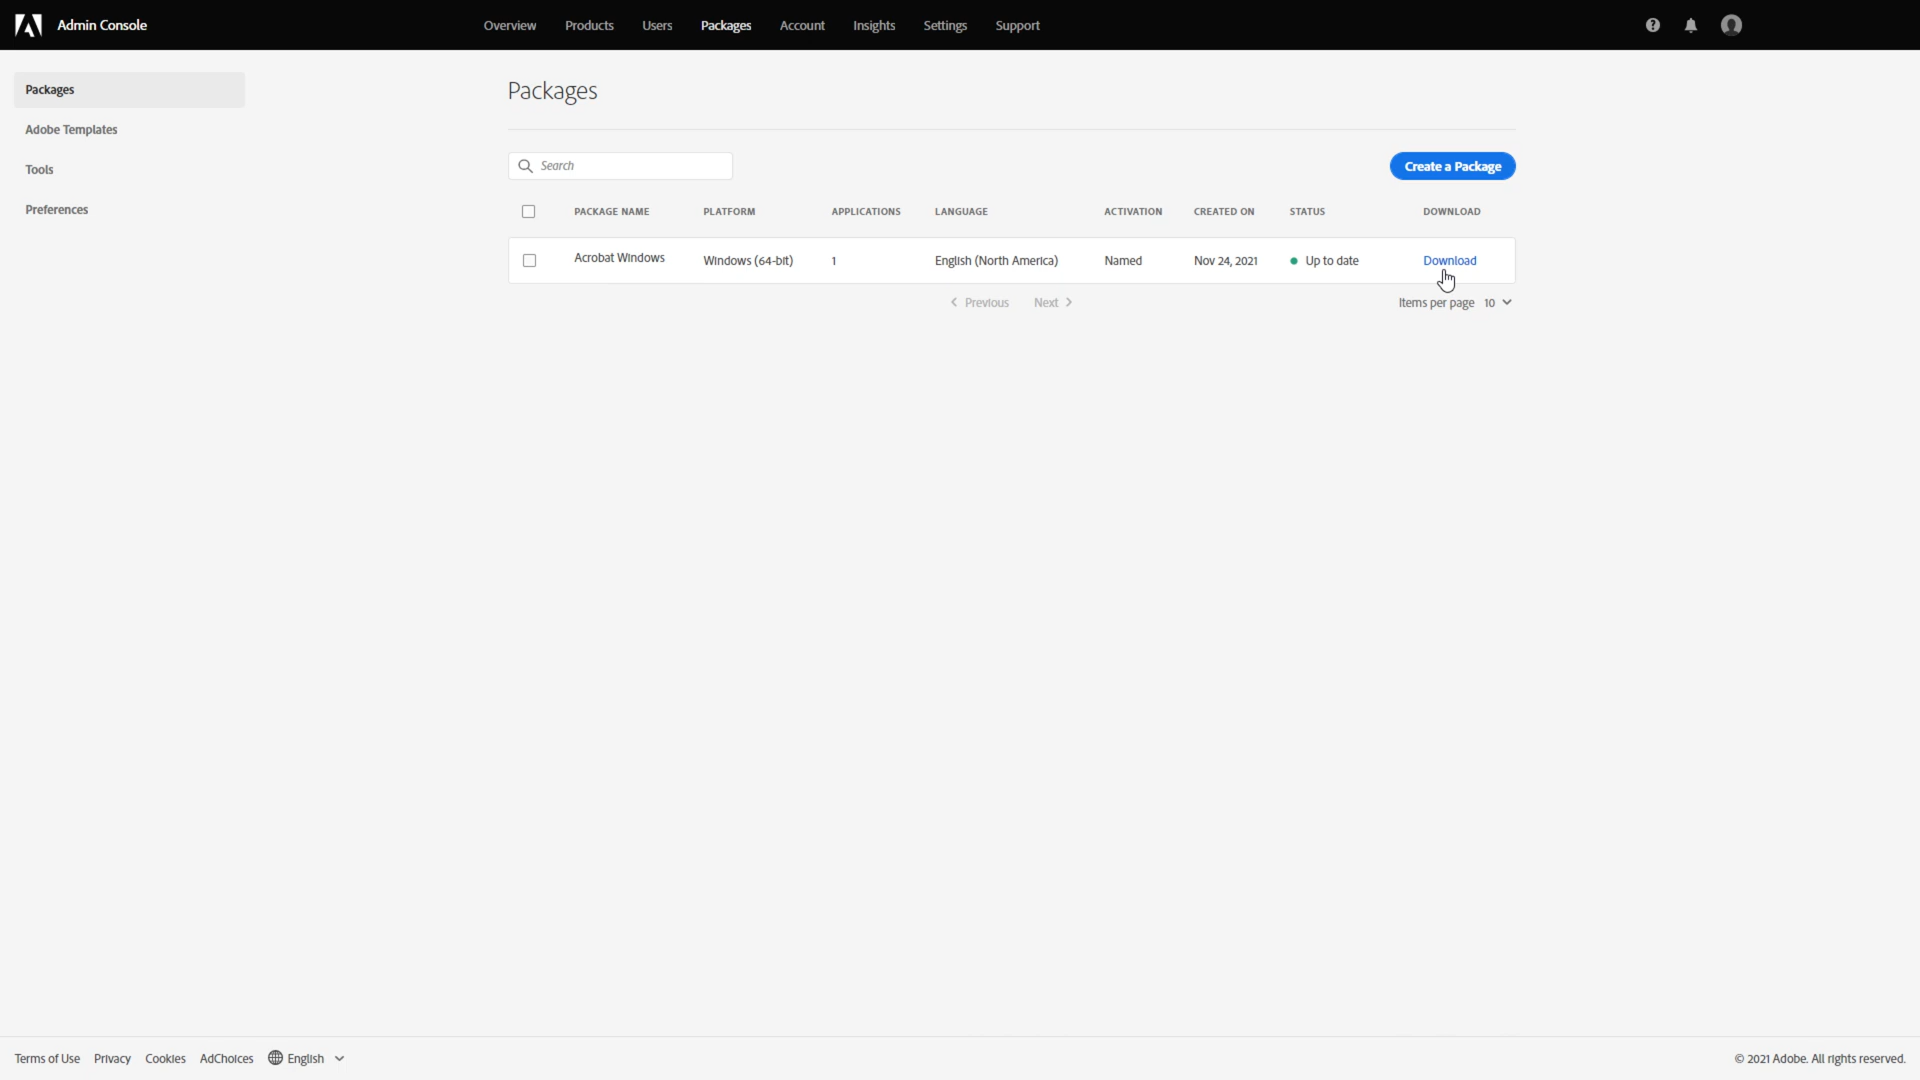 Admin Console Overview Products Users Packages Account Insights Settings Support
Packages
Adobe Templates
Tools
Preferences
Packages
Search
Create a Package
PACKAGE NAME PLATFORM APPLICATIONS LANGUAGE ACTIVATION CREATED ON STATUS DOWNLOAD
Acrobat Windows Windows (64-bit) 1 English (North America) Named Nov 24, 2021 Up to date Download
Previous Next Items per page 10
Terms of Use Privacy Cookies AdChoices English © 2021 Adobe. All rights reserved.